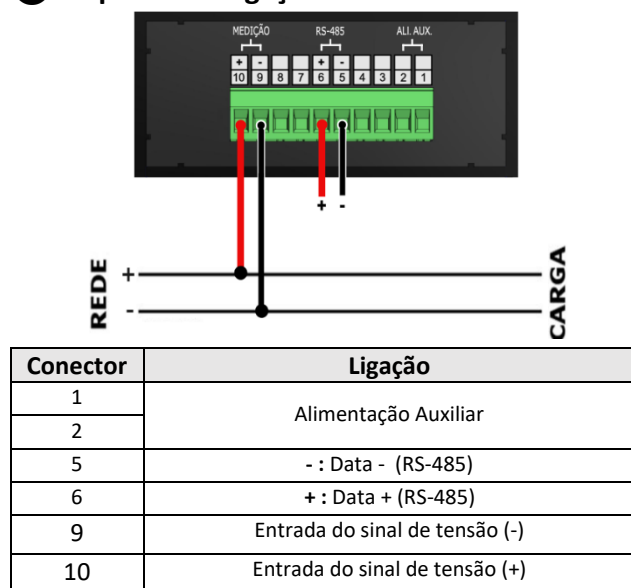 MEDIÇÃO RS-485 ALI. AUX.
+ - + -
10 9 8 7 6 5 4 3 2 1
+ -
REDE + CARGA
-
Conector Ligação
1 Alimentação Auxiliar
2
5 - : Data - (RS-485)
6 + : Data + (RS-485)
9 Entrada do sinal de tensão (-)
10 Entrada do sinal de tensão (+)